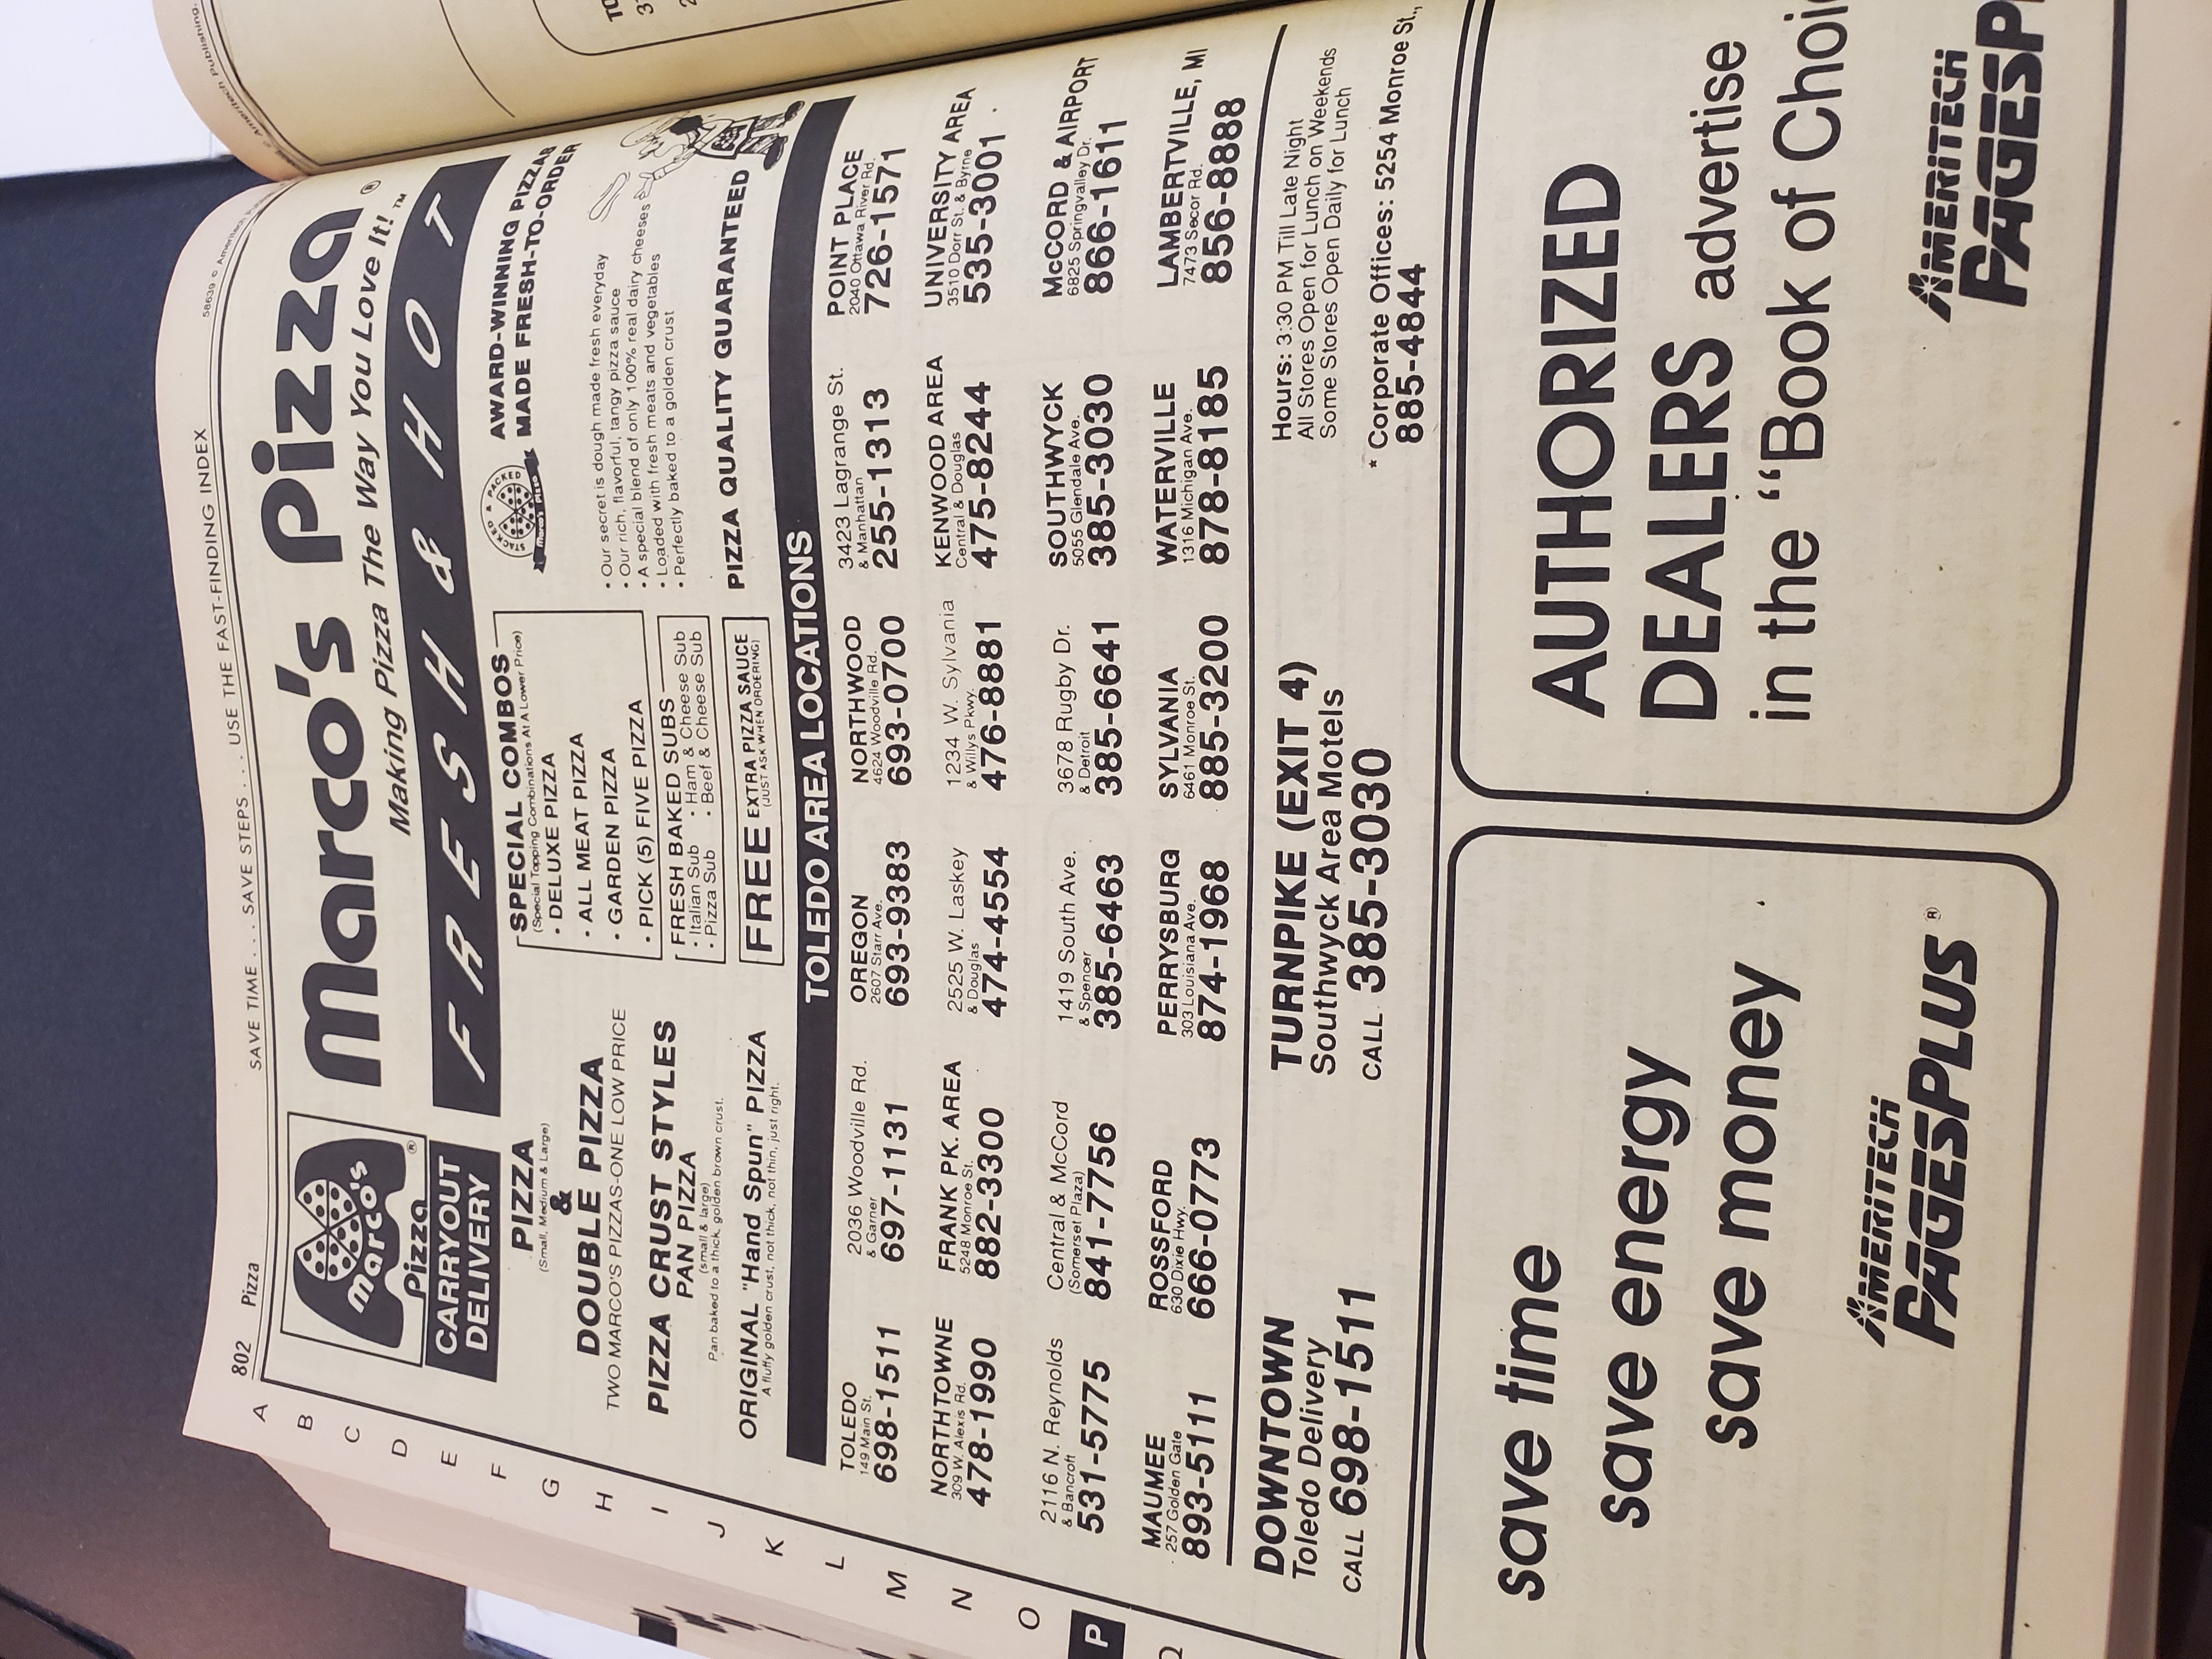 802 Pizza
SAVE TIME . . . SAVE STEPS . . . USE THE FAST-FINDING INDEX
58639 © Ameritech
Ameritech Publishing,
A
B
C
D
E
F
G
H
I
J
K
L
M
N
O
P
Q
marco's
Pizza®
CARRYOUT
DELIVERY
marco's Pizza®
Making Pizza The Way You Love It!™
FRESH & HOT
PIZZA
(Small, Medium & Large)
&
DOUBLE PIZZA
TWO MARCO'S PIZZAS-ONE LOW PRICE
PIZZA CRUST STYLES
PAN PIZZA
(small & large)
Pan baked to a thick, golden brown crust.
ORIGINAL "Hand Spun" PIZZA
A fluffy golden crust, not thick, not thin, just right.
SPECIAL COMBOS
(Special Topping Combinations At A Lower Price)
• DELUXE PIZZA
• ALL MEAT PIZZA
• GARDEN PIZZA
• PICK (5) FIVE PIZZA
FRESH BAKED SUBS
• Italian Sub • Ham & Cheese Sub
• Pizza Sub • Beef & Cheese Sub
FREE EXTRA PIZZA SAUCE
(JUST ASK WHEN ORDERING)
STACKED & PACKED
marco's Pizza
AWARD-WINNING PIZZAS
MADE FRESH-TO-ORDER
• Our secret is dough made fresh everyday
• Our rich, flavorful, tangy pizza sauce
• A special blend of only 100% real dairy cheeses
• Loaded with fresh meats and vegetables
• Perfectly baked to a golden crust
PIZZA QUALITY GUARANTEED
TOLEDO AREA LOCATIONS
TOLEDO
149 Main St.
698-1511
2036 Woodville Rd.
& Garner
697-1131
OREGON
2607 Starr Ave.
693-9383
NORTHWOOD
4624 Woodville Rd.
693-0700
3423 Lagrange St.
& Manhattan
255-1313
POINT PLACE
2040 Ottawa River Rd.
726-1571
NORTHTOWNE
309 W. Alexis Rd.
478-1990
FRANK PK. AREA
5248 Monroe St.
882-3300
2525 W. Laskey
& Douglas
474-4554
1234 W. Sylvania
& Willys Pkwy.
476-8881
KENWOOD AREA
Central & Douglas
475-8244
UNIVERSITY AREA
3510 Dorr St. & Byrne
535-3001
2116 N. Reynolds
& Bancroft
531-5775
Central & McCord
(Somerset Plaza)
841-7756
1419 South Ave.
& Spencer
385-6463
3678 Rugby Dr.
& Detroit
385-6641
SOUTHWYCK
5055 Glendale Ave.
385-3030
McCORD & AIRPORT
6825 Springvalley Dr.
866-1611
MAUMEE
257 Golden Gate
893-5111
ROSSFORD
630 Dixie Hwy.
666-0773
PERRYSBURG
303 Louisiana Ave.
874-1968
SYLVANIA
6461 Monroe St.
885-3200
WATERVILLE
1316 Michigan Ave.
878-8185
LAMBERTVILLE, MI
7473 Secor Rd.
856-8888
DOWNTOWN
Toledo Delivery
CALL 698-1511
TURNPIKE (EXIT 4)
Southwyck Area Motels
CALL 385-3030
Hours: 3:30 PM Till Late Night
All Stores Open for Lunch on Weekends
Some Stores Open Daily for Lunch
* Corporate Offices: 5254 Monroe St.,
885-4844
save time
save energy
save money
AMERITECH
PAGESPLUS®
AUTHORIZED
DEALERS advertise
in the "Book of Choi
AMERITECH
PAGESPL